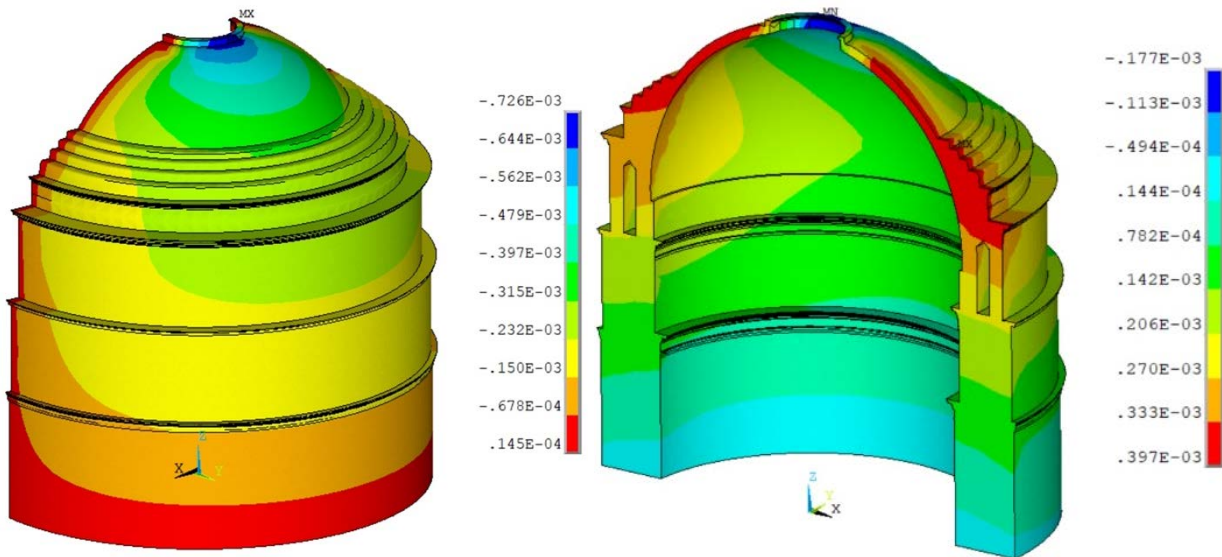 MX
-.726E-03
-.644E-03
-.562E-03
-.479E-03
-.397E-03
-.315E-03
-.232E-03
-.150E-03
-.678E-04
.145E-04
Z
X
Y
MN
MX
-.177E-03
-.113E-03
-.494E-04
.144E-04
.782E-04
.142E-03
.206E-03
.270E-03
.333E-03
.397E-03
Z
Y
X